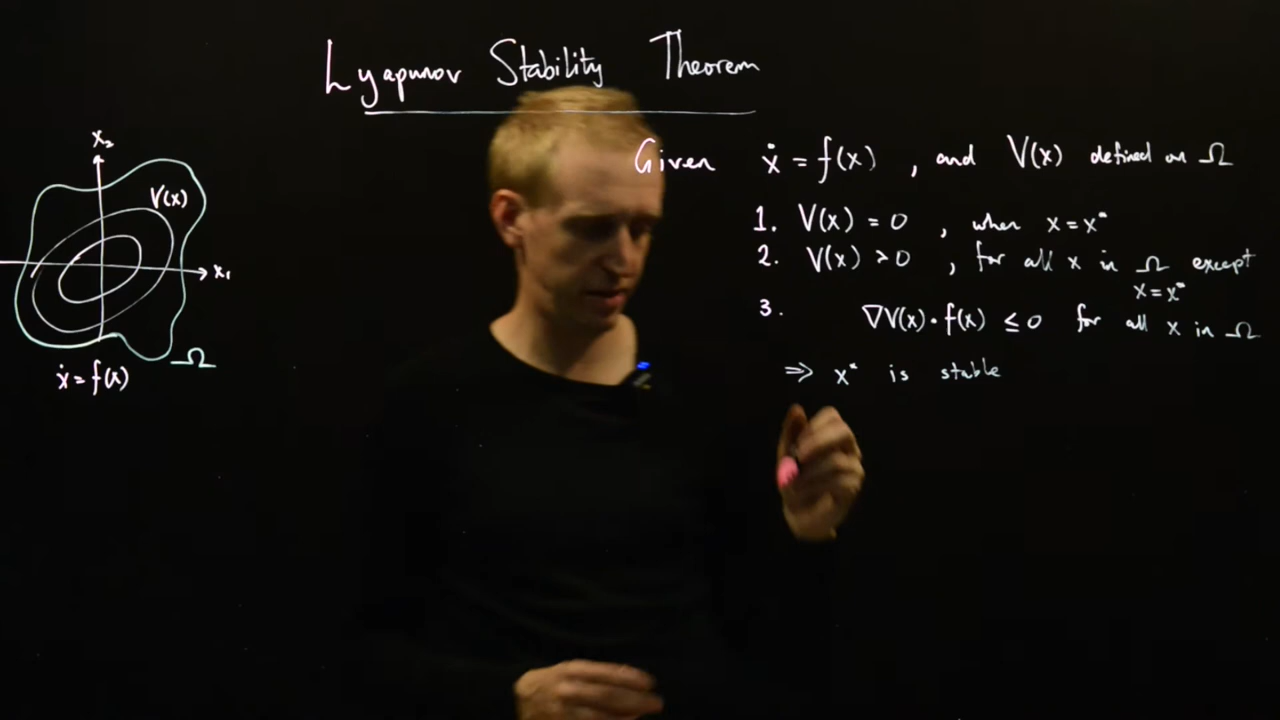 Lyapunov Stability Theorem
x₂
V(x)
x₁
ẋ = f(x)
Ω
Given ẋ = f(x) , and V(x) defined on Ω
1. V(x) = 0 , when x = x*
2. V(x) > 0 , for all x in Ω except
x = x*
3. ∇V(x) · f(x) ≤ 0 for all x in Ω
⇒ x* is stable